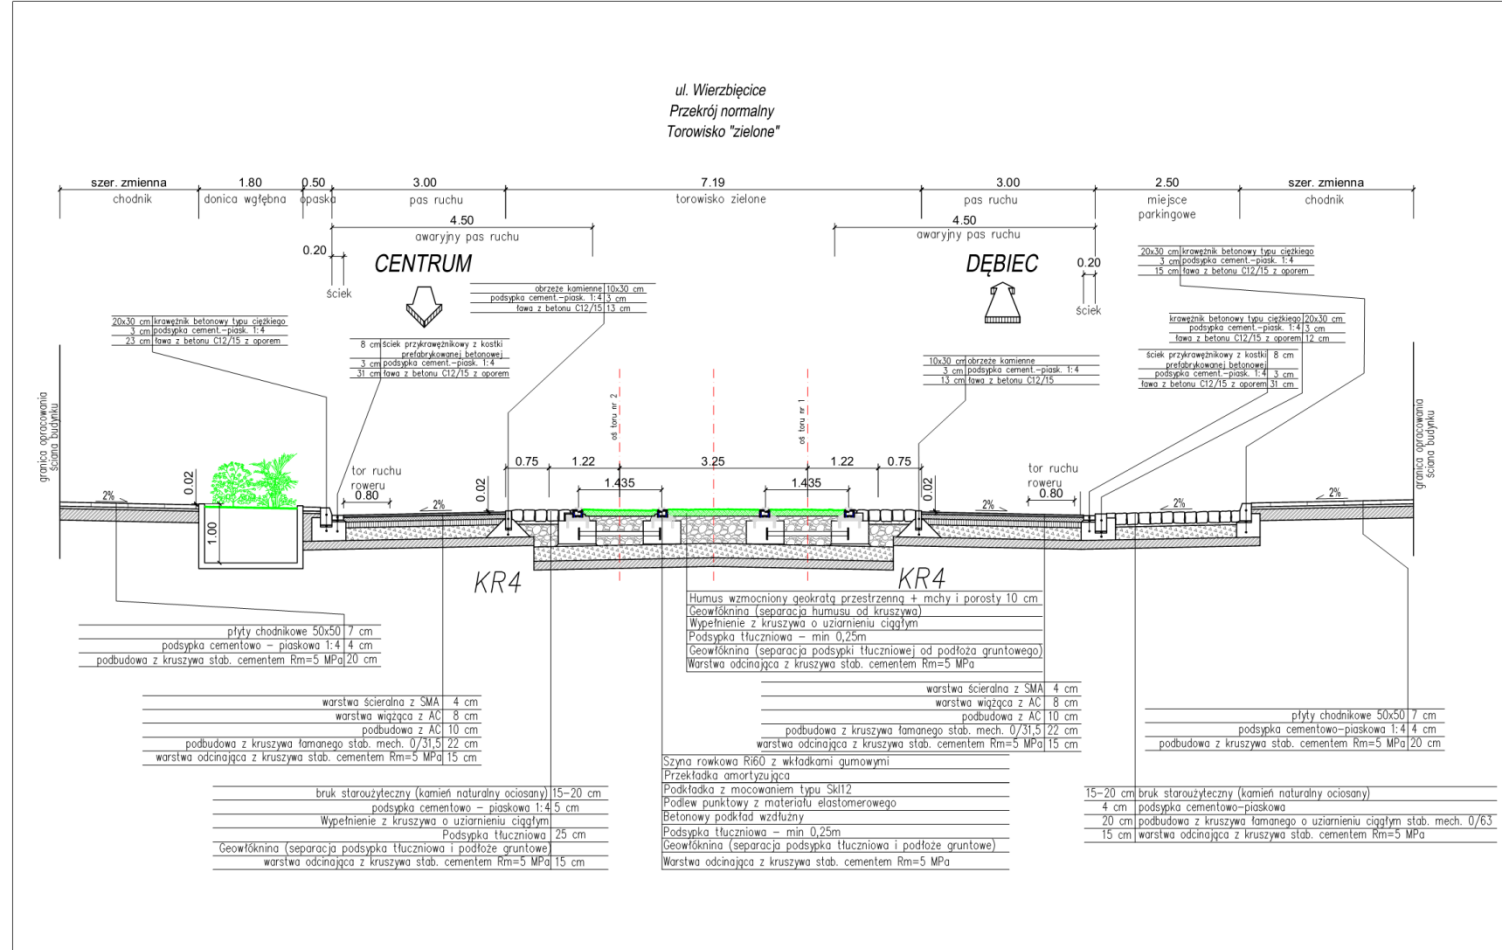 ul. Wierzbięcice
Przekrój normalny
Torowisko "zielone"
szer. zmienna
1.80
0.50
3.00
7.19
3.00
2.50
szer. zmienna
chodnik
donica wgłębna
opaska
pas ruchu
torowisko zielone
pas ruchu
miejsce
parkingowe
chodnik
4.50
awaryjny pas ruchu
4.50
awaryjny pas ruchu
0.20
ściek
CENTRUM
DĘBIEC
0.20
ściek
20x30 cm krawężnik betonowy typu ciężkiego
3 cm podsypka cement.-piask. 1:4
15 cm ława z betonu C12/15 z oporem
obrzeże kamienne 10x30 cm
podsypka cement.-piask. 1:4 3 cm
ława z betonu C12/15 13 cm
20x30 cm krawężnik betonowy typu ciężkiego
3 cm podsypka cement.-piask. 1:4
23 cm ława z betonu C12/15 z oporem
krawężnik betonowy typu ciężkiego 20x30 cm
podsypka cement.-piask. 1:4 3 cm
ława z betonu C12/15 z oporem 12 cm
8 cm ściek przykrawężnikowy z kostki
prefabrykowanej betonowej
3 cm podsypka cement.-piask. 1:4
31 cm ława z betonu C12/15 z oporem
10x30 cm obrzeże kamienne
3 cm podsypka cement.-piask. 1:4
13 cm ława z betonu C12/15
ściek przykrawężnikowy z kostki 8 cm
prefabrykowanej betonowej
podsypka cement.-piask. 1:4 3 cm
ława z betonu C12/15 z oporem 31 cm
granica opracowania
ściana budynku
oś toru nr 2
oś toru nr 1
granica opracowania
ściana budynku
0.75
1.22
3.25
1.22
0.75
1.435
1.435
tor ruchu
roweru
0.80
tor ruchu
roweru
0.80
2%
0.02
2%
0.02
0.02
2%
2%
2%
1.00
KR4
KR4
Humus wzmocniony geokratą przestrzenną + mchy i porosty 10 cm
Geowłóknina (separacja humusu od kruszywa)
Wypełnienie z kruszywa o uziarnieniu ciągłym
Podsypka tłuczniowa – min 0,25m
Geowłóknina (separacja podsypki tłuczniowej od podłoża gruntowego)
Warstwa odcinająca z kruszywa stab. cementem Rm=5 MPa
płyty chodnikowe 50x50 7 cm
podsypka cementowo – piaskowa 1:4 4 cm
podbudowa z kruszywa stab. cementem Rm=5 MPa 20 cm
warstwa ścieralna z SMA 4 cm
warstwa wiążąca z AC 8 cm
podbudowa z AC 10 cm
podbudowa z kruszywa łamanego stab. mech. 0/31,5 22 cm
warstwa odcinająca z kruszywa stab. cementem Rm=5 MPa 15 cm
warstwa ścieralna z SMA 4 cm
warstwa wiążąca z AC 8 cm
podbudowa z AC 10 cm
podbudowa z kruszywa łamanego stab. mech. 0/31,5 22 cm
warstwa odcinająca z kruszywa stab. cementem Rm=5 MPa 15 cm
płyty chodnikowe 50x50 7 cm
podsypka cementowo-piaskowa 1:4 4 cm
podbudowa z kruszywa stab. cementem Rm=5 MPa 20 cm
Szyna rowkowa Ri60 z wkładkami gumowymi
Przekładka amortyzująca
Podkładka z mocowaniem typu Skl12
Podlew punktowy z materiału elastomerowego
Betonowy podkład wzdłużny
Podsypka tłuczniowa – min 0,25m
Geowłóknina (separacja podsypka tłuczniowa i podłoże gruntowe)
Warstwa odcinająca z kruszywa stab. cementem Rm=5 MPa
bruk staroużyteczny (kamień naturalny ociosany) 15-20 cm
podsypka cementowo – piaskowa 1:4 5 cm
Wypełnienie z kruszywa o uziarnieniu ciągłym
Podsypka tłuczniowa 25 cm
Geowłóknina (separacja podsypka tłuczniowa i podłoże gruntowe)
warstwa odcinająca z kruszywa stab. cementem Rm=5 MPa 15 cm
15-20 cm bruk staroużyteczny (kamień naturalny ociosany)
4 cm podsypka cementowo-piaskowa
20 cm podbudowa z kruszywa łamanego o uziarnieniu ciągłym stab. mech. 0/63
15 cm warstwa odcinająca z kruszywa stab. cementem Rm=5 MPa